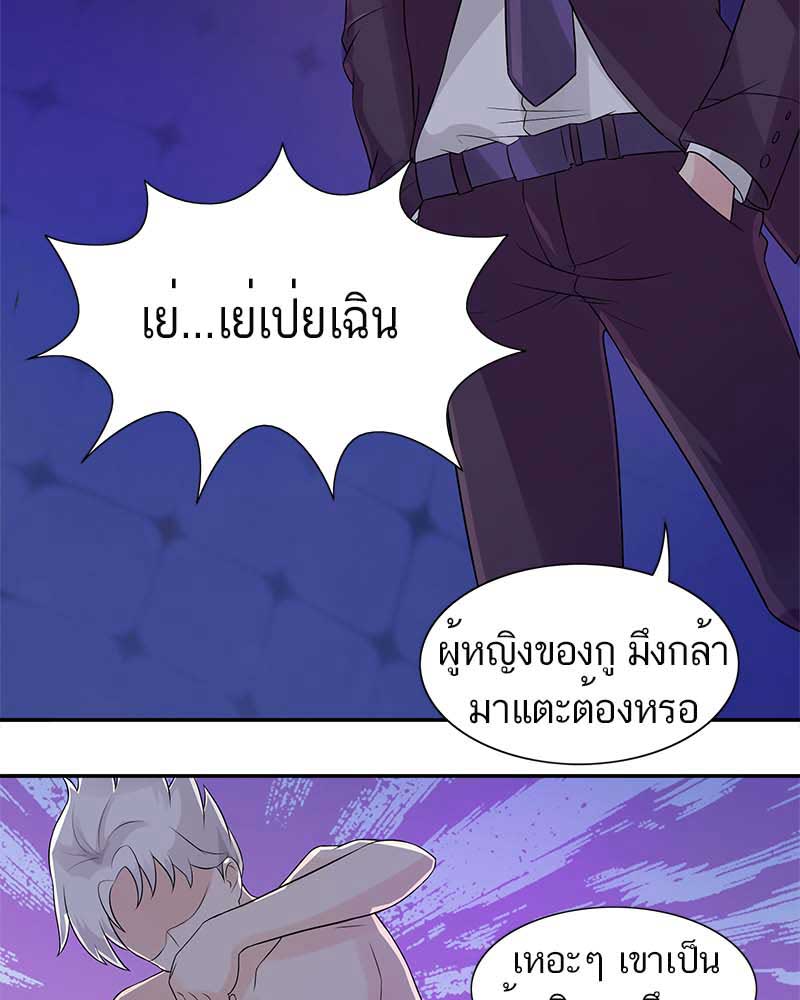 เย่...เย่เป่ยเฉิน
ผู้หญิงของกู มึงกล้า
มาแตะต้องหรอ
เหอะๆ เขาเป็น